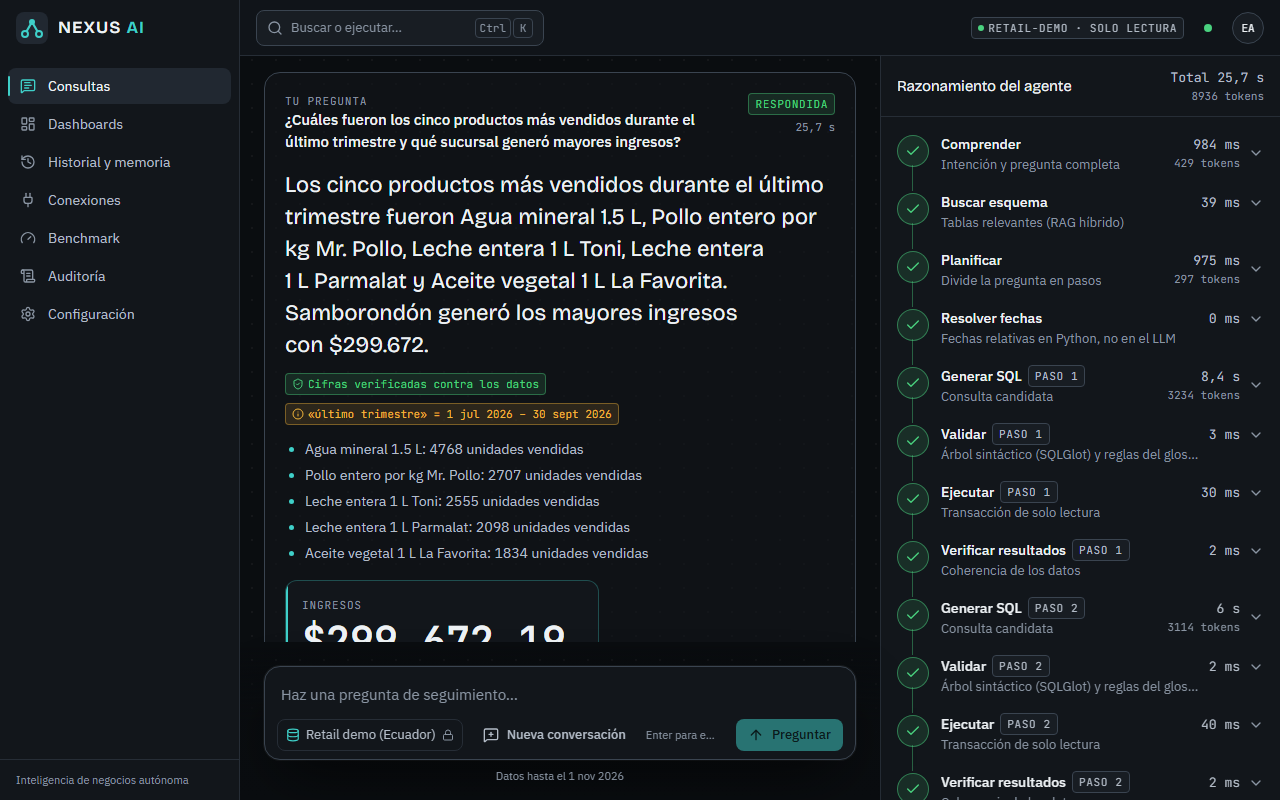 NEXUS AI
Consultas
Dashboards
Historial y memoria
Conexiones
Benchmark
Auditoría
Configuración
Inteligencia de negocios autónoma
Buscar o ejecutar...
Ctrl K
RETAIL-DEMO · SOLO LECTURA
EA
TU PREGUNTA
¿Cuáles fueron los cinco productos más vendidos durante el
último trimestre y qué sucursal generó mayores ingresos?
RESPONDIDA
25,7 s
Los cinco productos más vendidos durante el último
trimestre fueron Agua mineral 1.5 L, Pollo entero por
kg Mr. Pollo, Leche entera 1 L Toni, Leche entera
1 L Parmalat y Aceite vegetal 1 L La Favorita.
Samborondón generó los mayores ingresos
con $299.672.
Cifras verificadas contra los datos
«último trimestre» = 1 jul 2026 – 30 sept 2026
Agua mineral 1.5 L: 4768 unidades vendidas
Pollo entero por kg Mr. Pollo: 2707 unidades vendidas
Leche entera 1 L Toni: 2555 unidades vendidas
Leche entera 1 L Parmalat: 2098 unidades vendidas
Aceite vegetal 1 L La Favorita: 1834 unidades vendidas
INGRESOS
$299.672,19
Haz una pregunta de seguimiento...
Retail demo (Ecuador)
Nueva conversación
Enter para e...
Preguntar
Datos hasta el 1 nov 2026
Razonamiento del agente
Total 25,7 s
8936 tokens
Comprender 984 ms
Intención y pregunta completa 429 tokens
Buscar esquema 39 ms
Tablas relevantes (RAG híbrido)
Planificar 975 ms
Divide la pregunta en pasos 297 tokens
Resolver fechas 0 ms
Fechas relativas en Python, no en el LLM
Generar SQL PASO 1 8,4 s
Consulta candidata 3234 tokens
Validar PASO 1 3 ms
Árbol sintáctico (SQLGlot) y reglas del glos...
Ejecutar PASO 1 30 ms
Transacción de solo lectura
Verificar resultados PASO 1 2 ms
Coherencia de los datos
Generar SQL PASO 2 6 s
Consulta candidata 3114 tokens
Validar PASO 2 2 ms
Árbol sintáctico (SQLGlot) y reglas del glos...
Ejecutar PASO 2 40 ms
Transacción de solo lectura
Verificar resultados PASO 2 2 ms